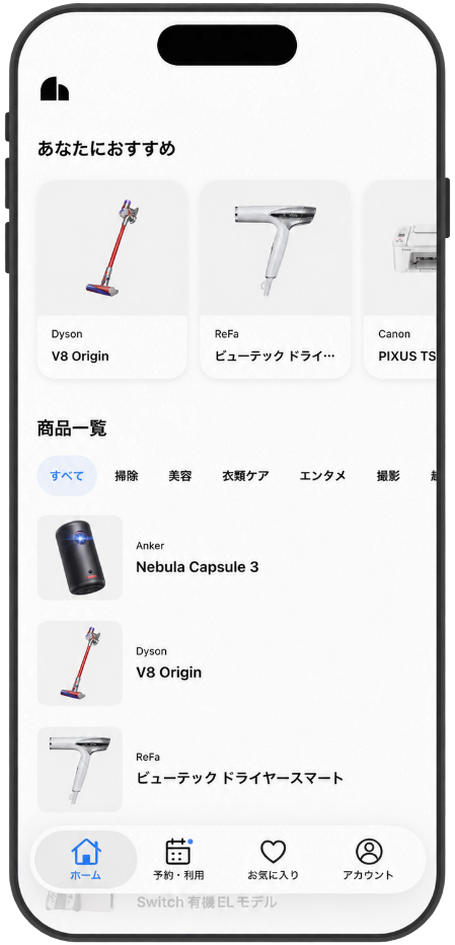 あなたにおすすめ
Dyson
V8 Origin
ReFa
ビューテック ドライ…
Canon
PIXUS TS
商品一覧
すべて 掃除 美容 衣類ケア エンタメ 撮影
Anker
Nebula Capsule 3
Dyson
V8 Origin
ReFa
ビューテック ドライヤースマート
ホーム 予約・利用 お気に入り アカウント
Switch 有機ELモデル